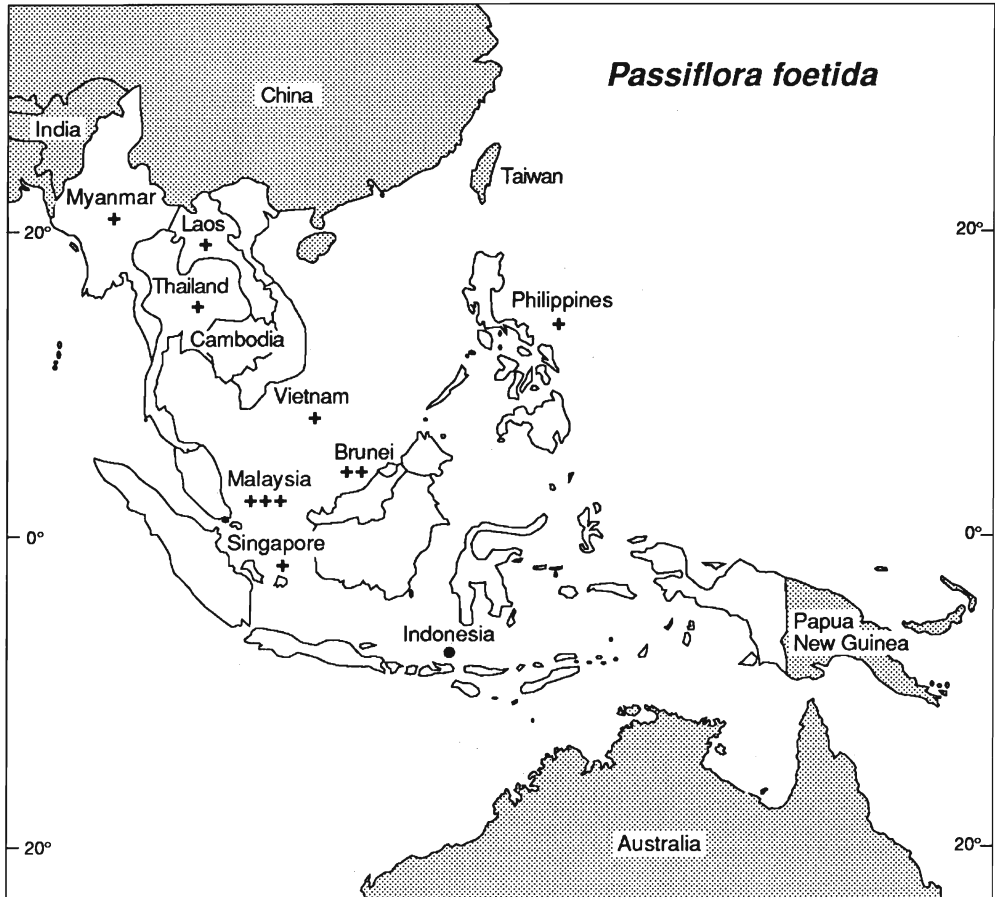 Passiflora foetida
China
India
Taiwan
Myanmar
+
Laos
+
20°
20°
Thailand
+
Philippines
+
Cambodia
Vietnam
+
Brunei
++
Malaysia
+++
0°
0°
Singapore
+
Indonesia
Papua
New Guinea
Australia
20°
20°